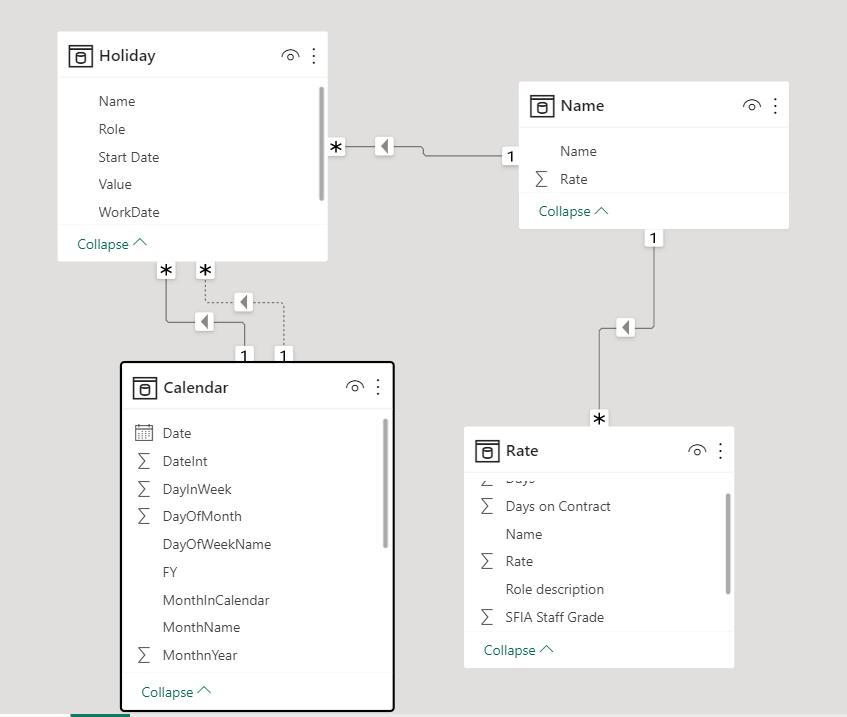 Holiday
Name
Role
Start Date
Value
WorkDate
Collapse
Name
Name
Rate
Collapse
*
1
1
*
*
1
1
*
Calendar
Date
DateInt
DayInWeek
DayOfMonth
DayOfWeekName
FY
MonthInCalendar
MonthName
MonthnYear
Collapse
Rate
Days
Days on Contract
Name
Rate
Role description
SFIA Staff Grade
Collapse